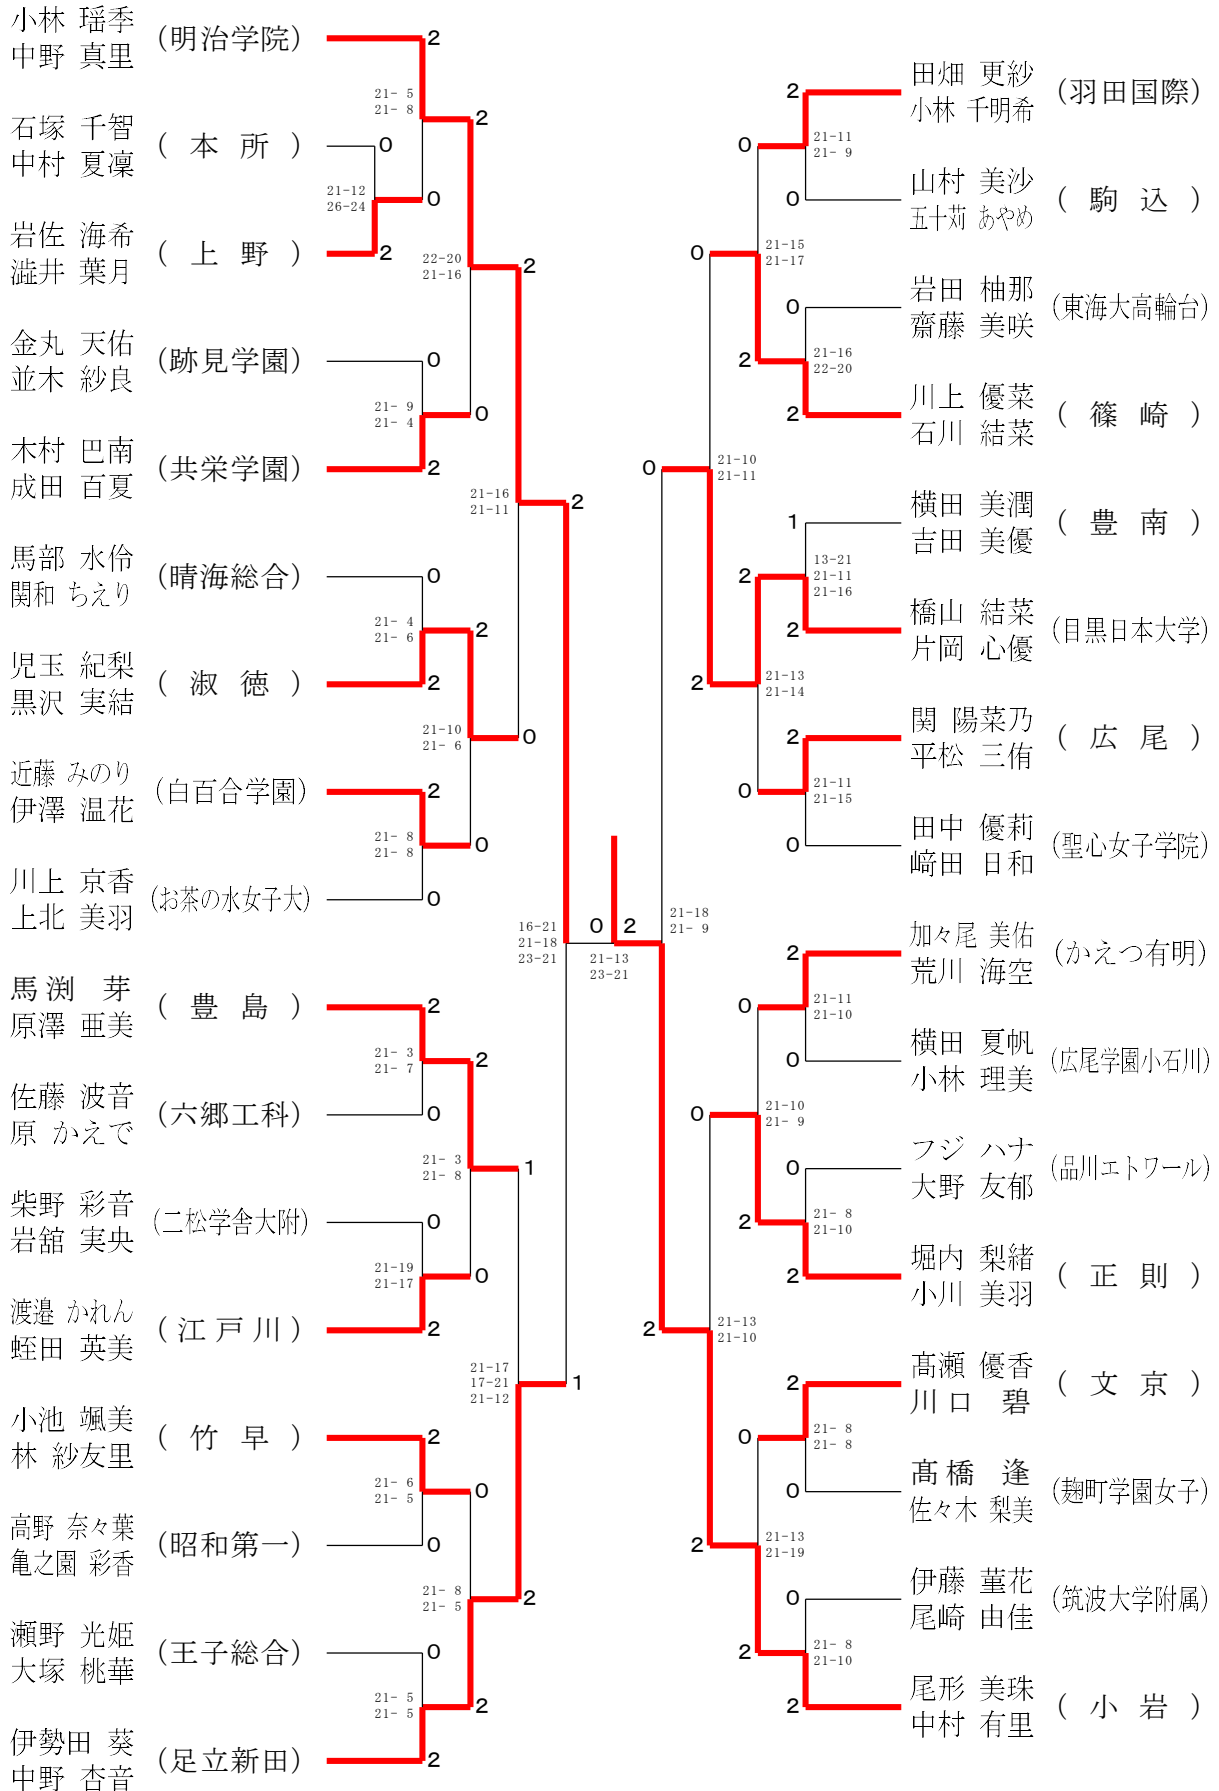 小林 瑶季
中野 真里
(明治学院)
2
21- 5
21- 8
2
石塚 千智
中村 夏凜
( 本 所 )
0
21-12
26-24
0
岩佐 海希
澁井 葉月
( 上 野 )
2
22-20
21-16
2
金丸 天佑
並木 紗良
(跡見学園)
0
21- 9
21- 4
0
木村 巴南
成田 百夏
(共栄学園)
2
21-16
21-11
2
馬部 水伶
関和 ちえり
(晴海総合)
0
21- 4
21- 6
2
児玉 紀梨
黒沢 実結
( 淑 徳 )
2
21-10
21- 6
0
近藤 みのり
伊澤 温花
(白百合学園)
2
21- 8
21- 8
0
川上 京香
上北 美羽
(お茶の水女子大)
0
16-21
21-18
23-21
0
2
21-13
23-21
馬渕 芽
原澤 亜美
( 豊 島 )
2
21- 3
21- 7
2
佐藤 波音
原 かえで
(六郷工科)
0
21- 3
21- 8
1
柴野 彩音
岩舘 実央
(二松学舎大附)
0
21-19
21-17
0
渡邉 かれん
蛭田 英美
(江戸川)
2
21-17
17-21
21-12
1
小池 颯美
林 紗友里
( 竹 早 )
2
21- 6
21- 5
0
高野 奈々葉
亀之園 彩香
(昭和第一)
0
21- 8
21- 5
2
瀬野 光姫
大塚 桃華
(王子総合)
0
21- 5
21- 5
2
伊勢田 葵
中野 杏音
(足立新田)
2
田畑 更紗
小林 千明希
(羽田国際)
2
0
21-11
21- 9
山村 美沙
五十苅 あやめ
( 駒 込 )
0
0
21-15
21-17
岩田 柚那
齋藤 美咲
(東海大高輪台)
0
2
21-16
22-20
川上 優菜
石川 結菜
( 篠 崎 )
2
0
21-10
21-11
横田 美潤
吉田 美優
( 豊 南 )
1
2
13-21
21-11
21-16
橋山 結菜
片岡 心優
(目黒日本大学)
2
2
21-13
21-14
関 陽菜乃
平松 三侑
( 広 尾 )
2
0
21-11
21-15
田中 優莉
﨑田 日和
(聖心女子学院)
0
21-18
21- 9
加々尾 美佑
荒川 海空
(かえつ有明)
2
0
21-11
21-10
横田 夏帆
小林 理美
(広尾学園小石川)
0
0
21-10
21- 9
フジ ハナ
大野 友郁
(品川エトワール)
0
2
21- 8
21-10
堀内 梨緒
小川 美羽
( 正 則 )
2
2
21-13
21-10
髙瀬 優香
川口 碧
( 文 京 )
2
0
21- 8
21- 8
髙橋 逢
佐々木 梨美
(麹町学園女子)
0
2
21-13
21-19
伊藤 菫花
尾崎 由佳
(筑波大学附属)
0
2
21- 8
21-10
尾形 美珠
中村 有里
( 小 岩 )
2